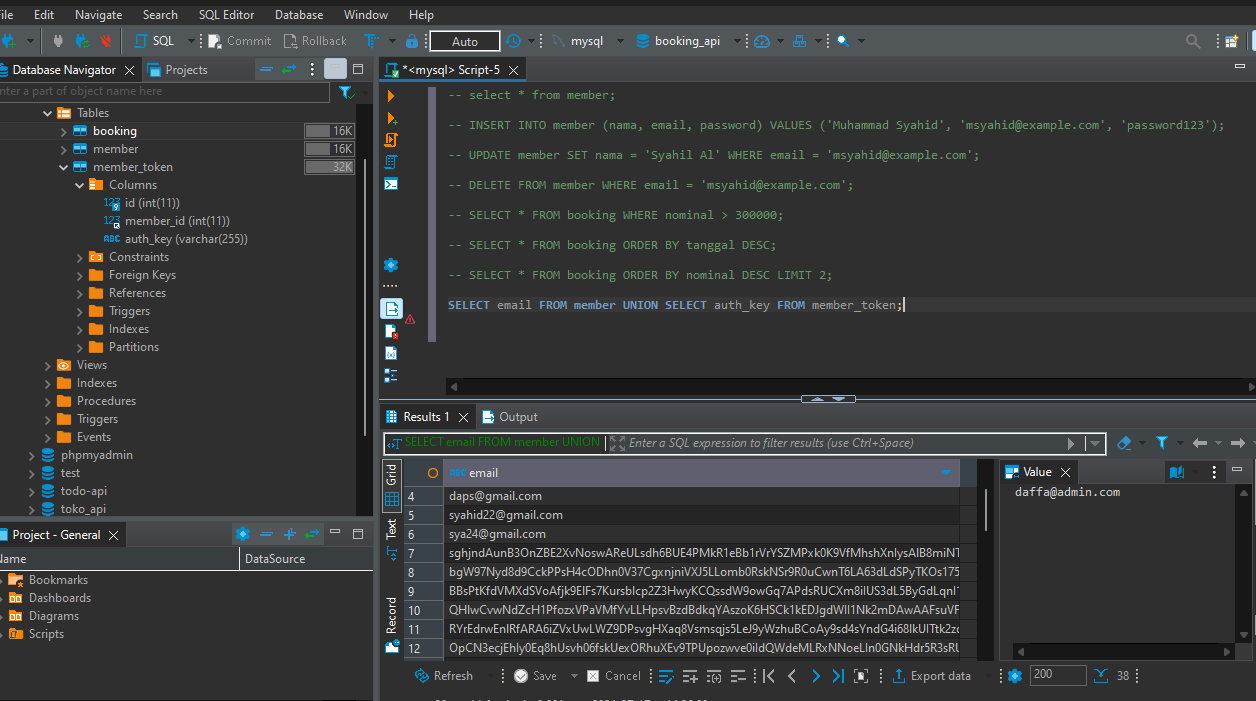 File Edit Navigate Search SQL Editor Database Window Help
SQL Commit Rollback Auto mysql booking_api
Database Navigator Projects
enter a part of object name here
Tables
booking 16K
member 16K
member_token 32K
Columns
id (int(11))
member_id (int(11))
auth_key (varchar(255))
Constraints
Foreign Keys
References
Triggers
Indexes
Partitions
Views
Indexes
Procedures
Triggers
Events
phpmyadmin
test
todo-api
toko_api
Project - General
Name DataSource
Bookmarks
Dashboards
Diagrams
Scripts
*<mysql> Script-5
-- select * from member;
-- INSERT INTO member (nama, email, password) VALUES ('Muhammad Syahid', 'msyahid@example.com', 'password123');
-- UPDATE member SET nama = 'Syahil Al' WHERE email = 'msyahid@example.com';
-- DELETE FROM member WHERE email = 'msyahid@example.com';
-- SELECT * FROM booking WHERE nominal > 300000;
-- SELECT * FROM booking ORDER BY tanggal DESC;
-- SELECT * FROM booking ORDER BY nominal DESC LIMIT 2;
SELECT email FROM member UNION SELECT auth_key FROM member_token;
Results 1 Output
SELECT email FROM member UNION Enter a SQL expression to filter results (use Ctrl+Space)
Grid
Text
Record
ABC email
4 daps@gmail.com
5 syahid22@gmail.com
6 sya24@gmail.com
7
8
9
10
11
12
Value
daffa@admin.com
Refresh Save Cancel Export data 200 38